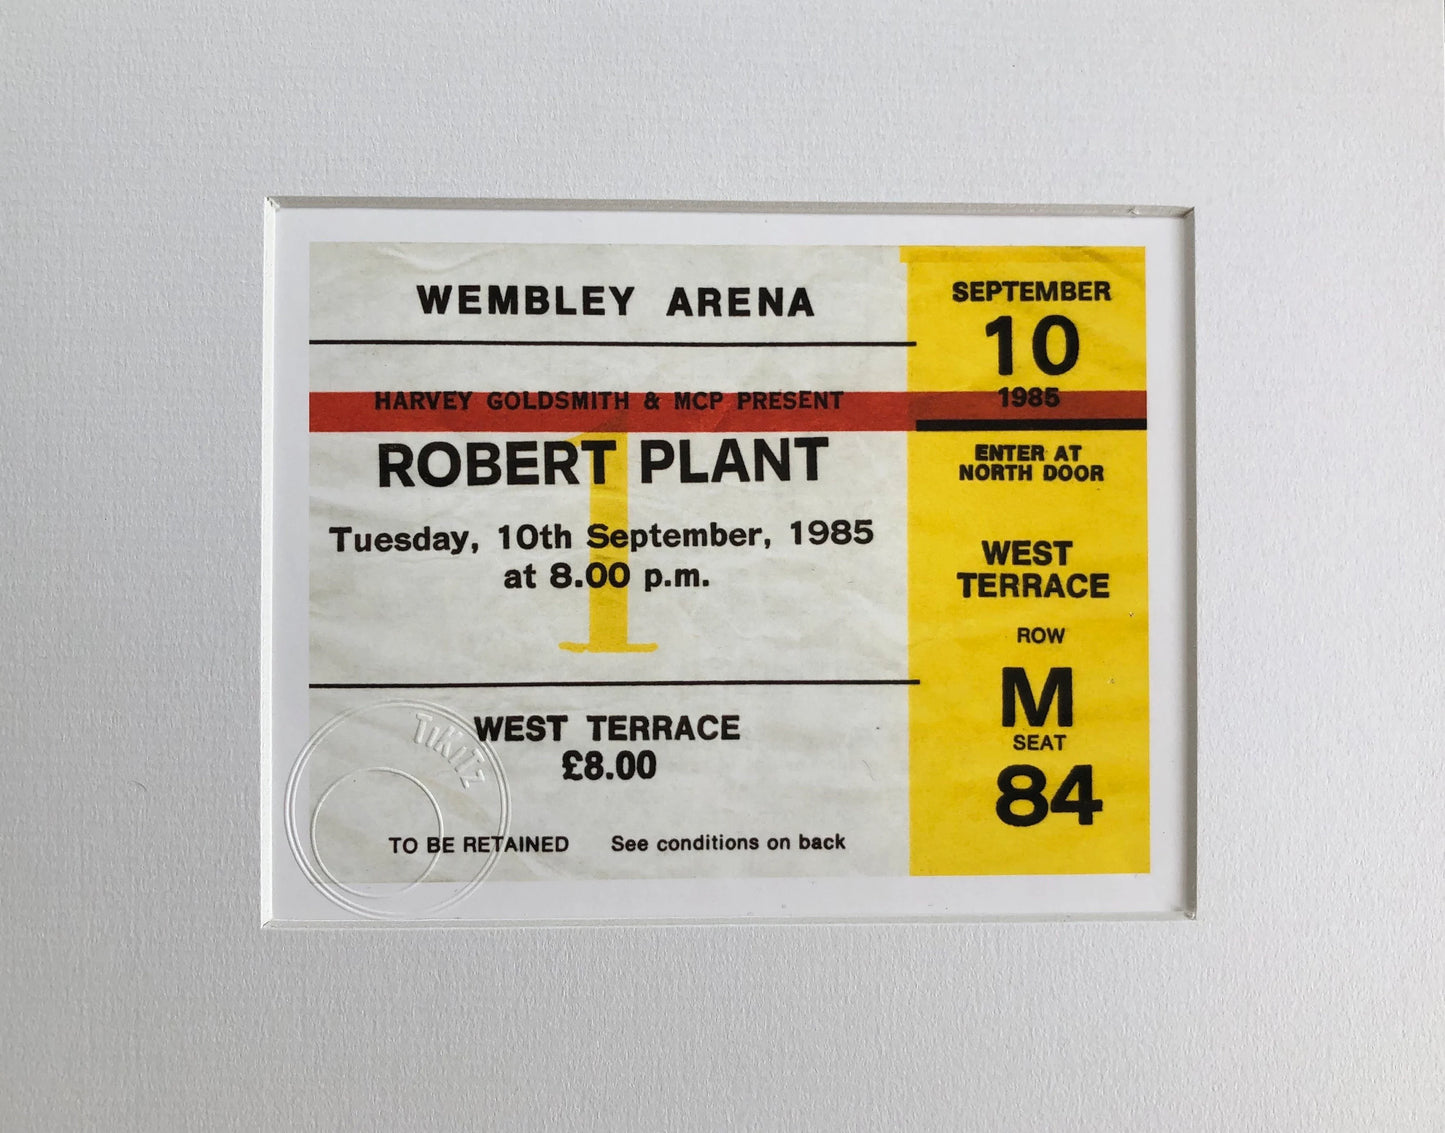 WEMBLEY ARENA
HARVEY GOLDSMITH & MCP PRESENT
1
ROBERT PLANT
Tuesday, 10th September, 1985
at 8.00 p.m.
WEST TERRACE
£8.00
TO BE RETAINED See conditions on back
TiKiTz
SEPTEMBER
10
1985
ENTER AT
NORTH DOOR
WEST
TERRACE
ROW
M
SEAT
84